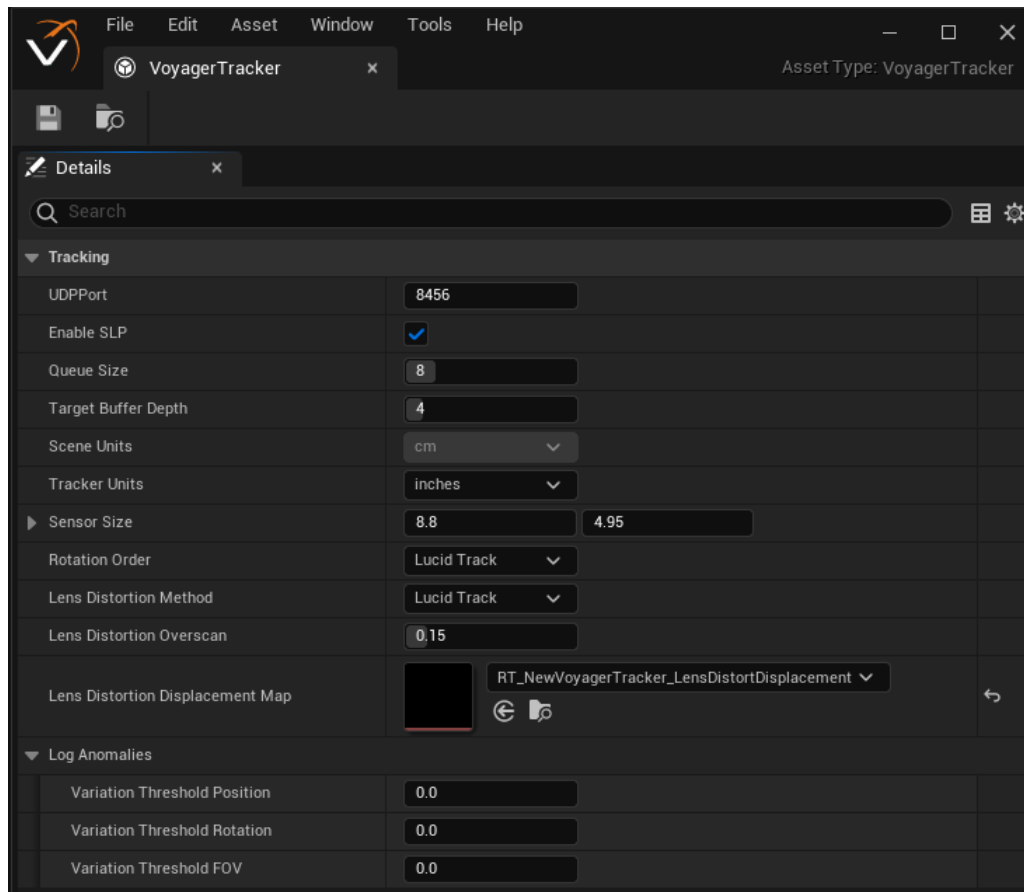 File Edit Asset Window Tools Help
VoyagerTracker
Asset Type: VoyagerTracker
Details
Search
Tracking
UDPPort 8456
Enable SLP
Queue Size 8
Target Buffer Depth 4
Scene Units cm
Tracker Units inches
Sensor Size 8.8 4.95
Rotation Order Lucid Track
Lens Distortion Method Lucid Track
Lens Distortion Overscan 0.15
Lens Distortion Displacement Map RT_NewVoyagerTracker_LensDistortDisplacement
Log Anomalies
Variation Threshold Position 0.0
Variation Threshold Rotation 0.0
Variation Threshold FOV 0.0